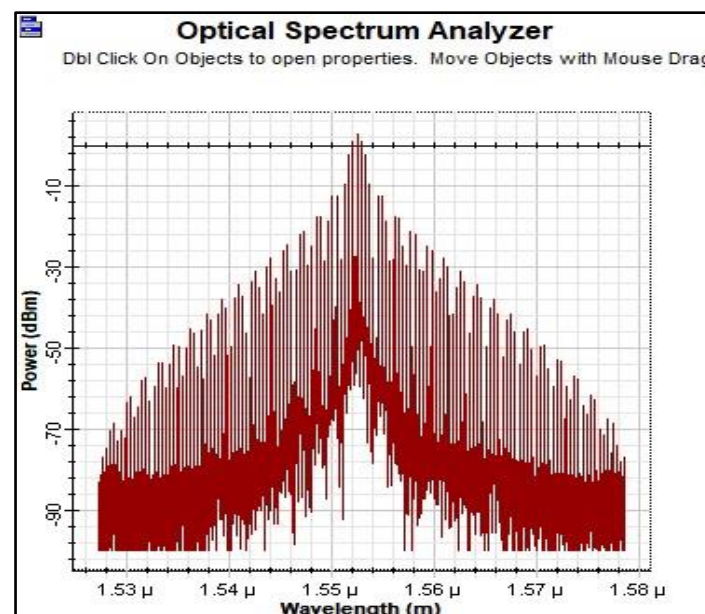 Optical Spectrum Analyzer
Dbl Click On Objects to open properties. Move Objects with Mouse Drag
Power (dBm)
-10
-30
-50
-70
-90
1.53 µ 1.54 µ 1.55 µ 1.56 µ 1.57 µ 1.58 µ
Wavelength (m)